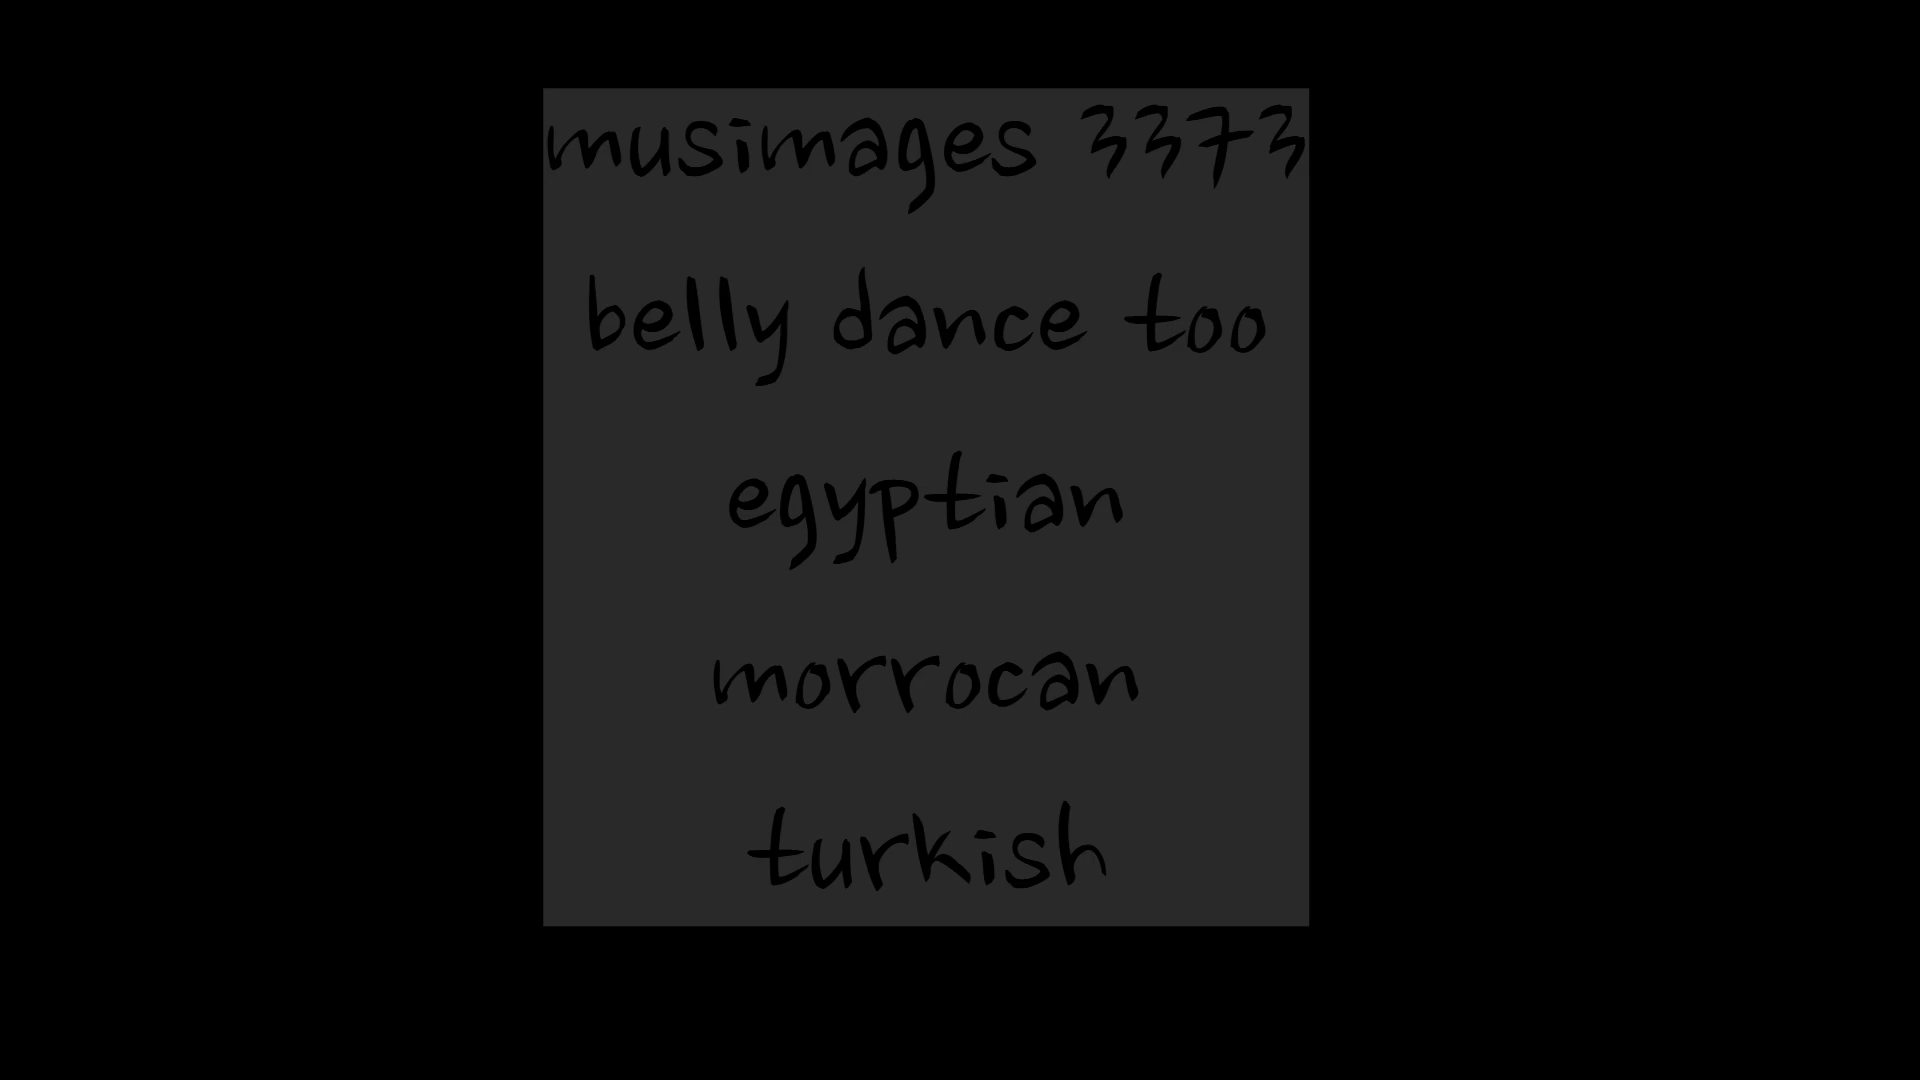 musimages 3373
belly dance too
egyptian
morrocan
turkish